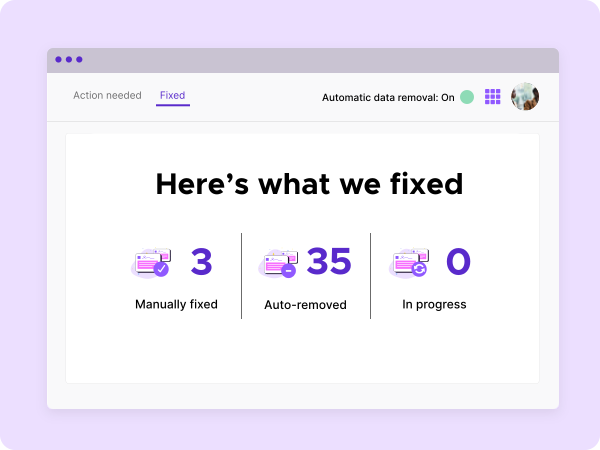 Action needed
Fixed
Automatic data removal: On
Here’s what we fixed
3
35
0
Manually fixed
Auto-removed
In progress